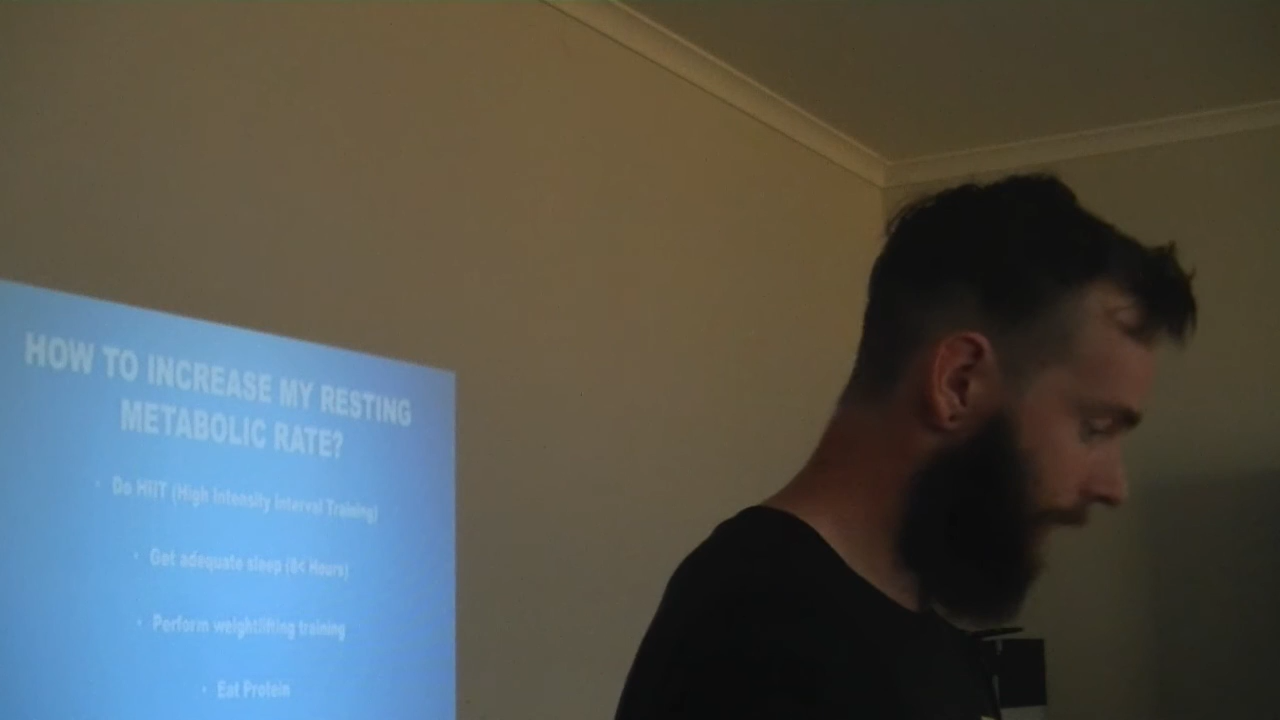 HOW TO INCREASE MY RESTING
METABOLIC RATE?
· Do HIIT (High Intensity Interval Training)
· Get adequate sleep (8< Hours)
· Perform weightlifting training
· Eat Protein